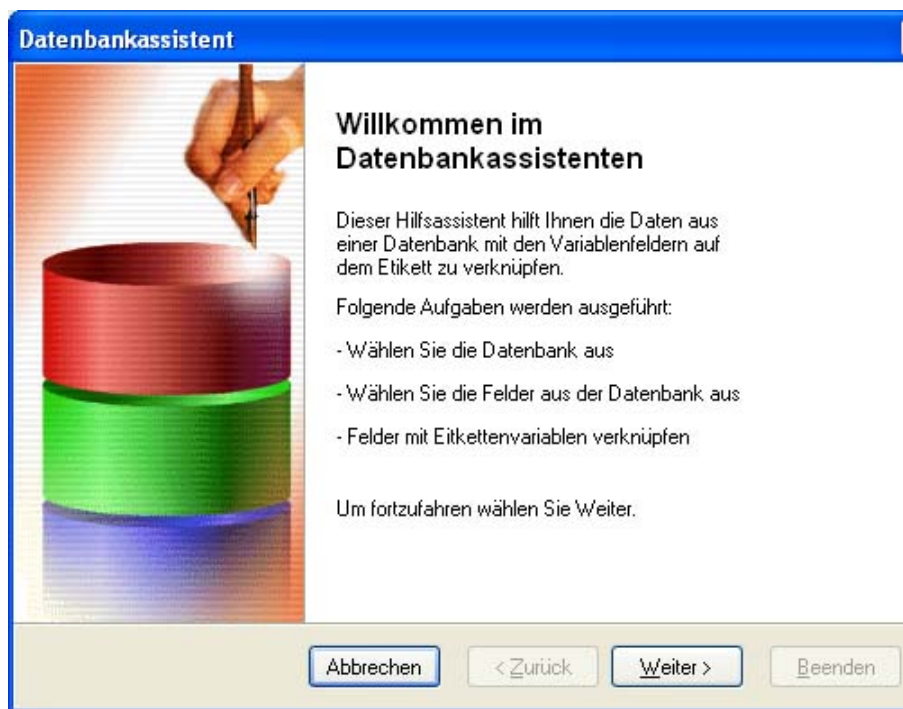 Datenbankassistent
Willkommen im
Datenbankassistenten
Dieser Hilfsassistent hilft Ihnen die Daten aus
einer Datenbank mit den Variablenfeldern auf
dem Etikett zu verknüpfen.
Folgende Aufgaben werden ausgeführt:
- Wählen Sie die Datenbank aus
- Wählen Sie die Felder aus der Datenbank aus
- Felder mit Eitkettenvariablen verknüpfen
Um fortzufahren wählen Sie Weiter.
Abbrechen
< Zurück
Weiter >
Beenden